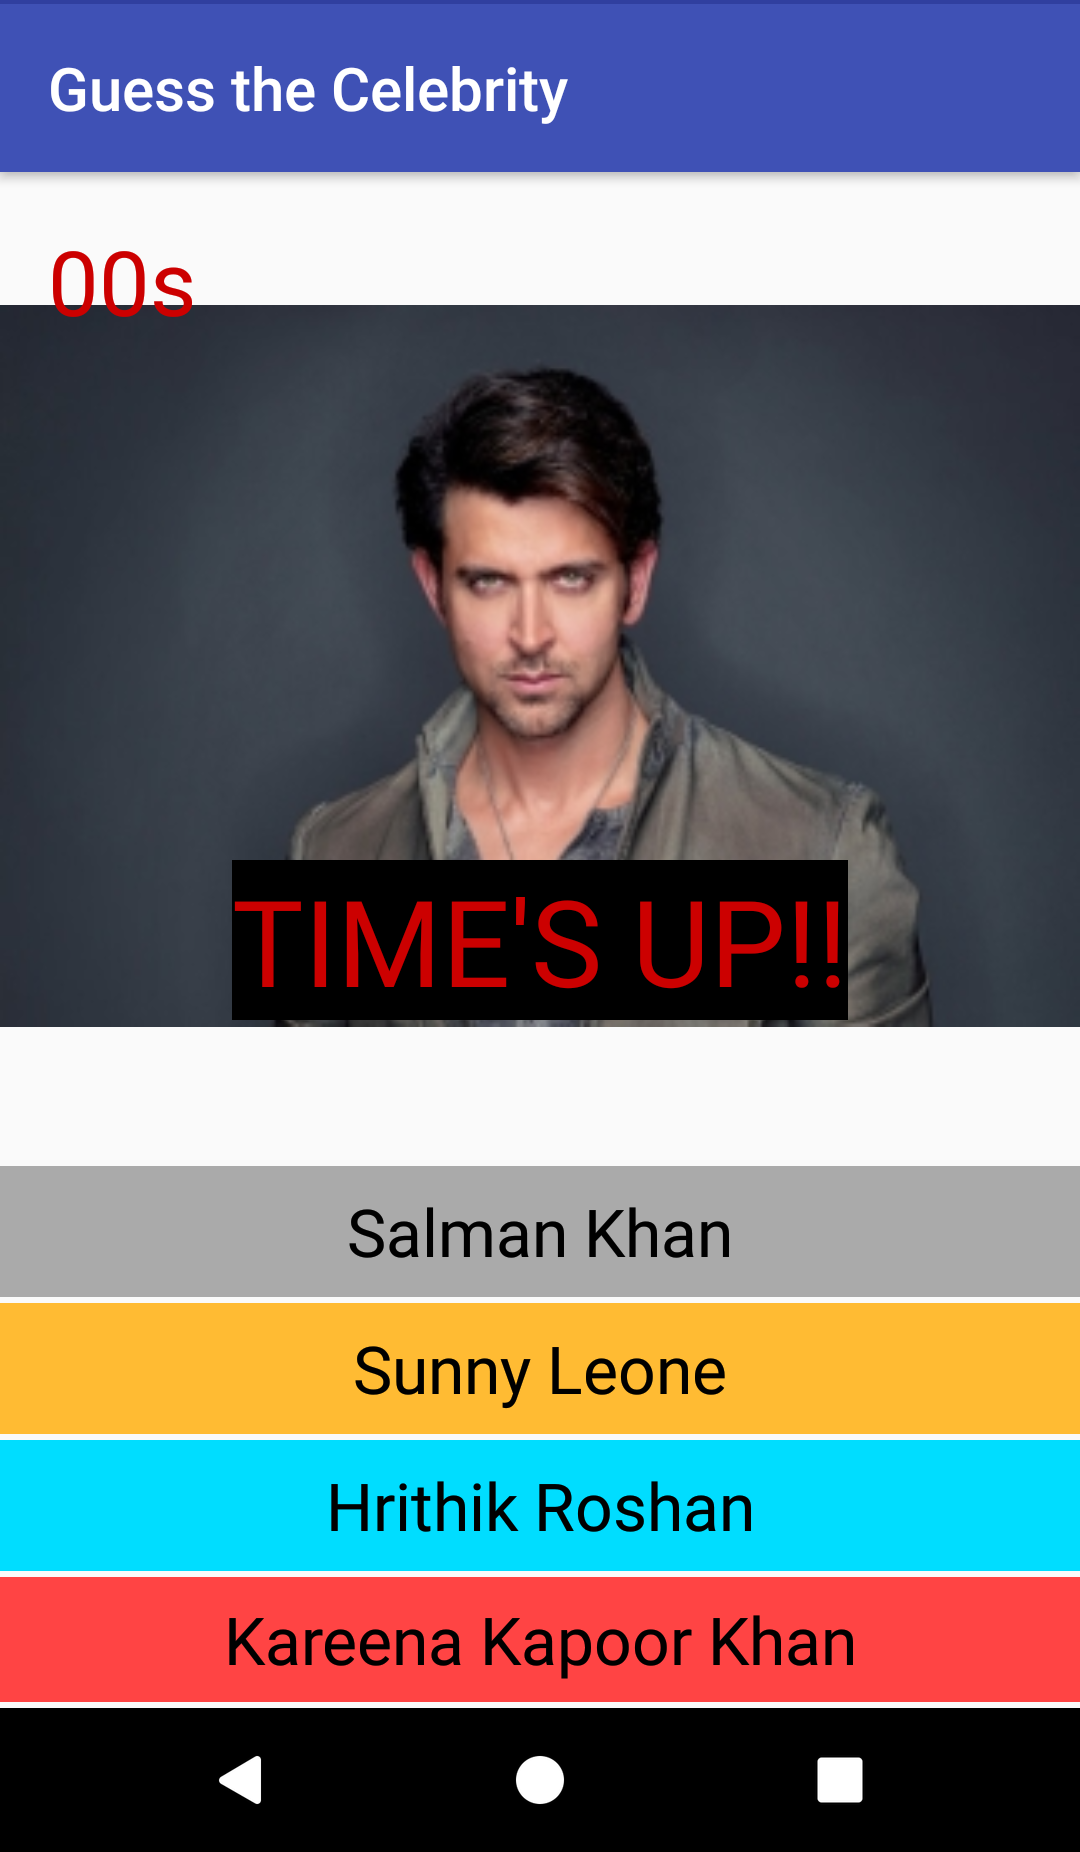 Guess the Celebrity
00s
TIME'S UP!!
Salman Khan
Sunny Leone
Hrithik Roshan
Kareena Kapoor Khan